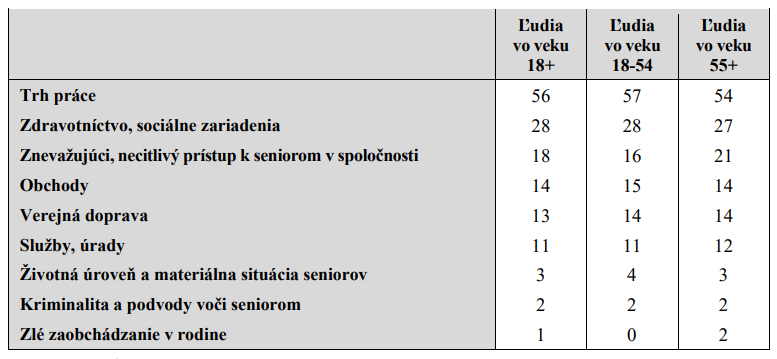 Ľudia vo veku 18+ Ľudia vo veku 18-54 Ľudia vo veku 55+
Trh práce 56 57 54
Zdravotníctvo, sociálne zariadenia 28 28 27
Znevažujúci, necitlivý prístup k seniorom v spoločnosti 18 16 21
Obchody 14 15 14
Verejná doprava 13 14 14
Služby, úrady 11 11 12
Životná úroveň a materiálna situácia seniorov 3 4 3
Kriminalita a podvody voči seniorom 2 2 2
Zlé zaobchádzanie v rodine 1 0 2